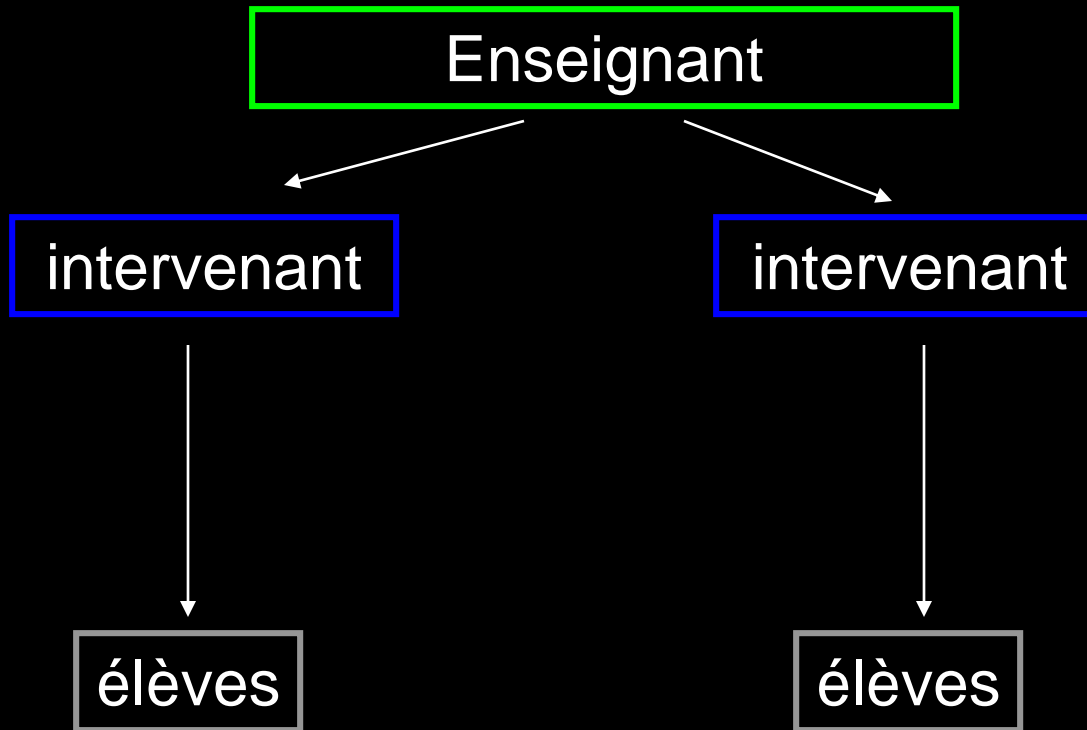 Enseignant
intervenant
intervenant
élèves
élèves